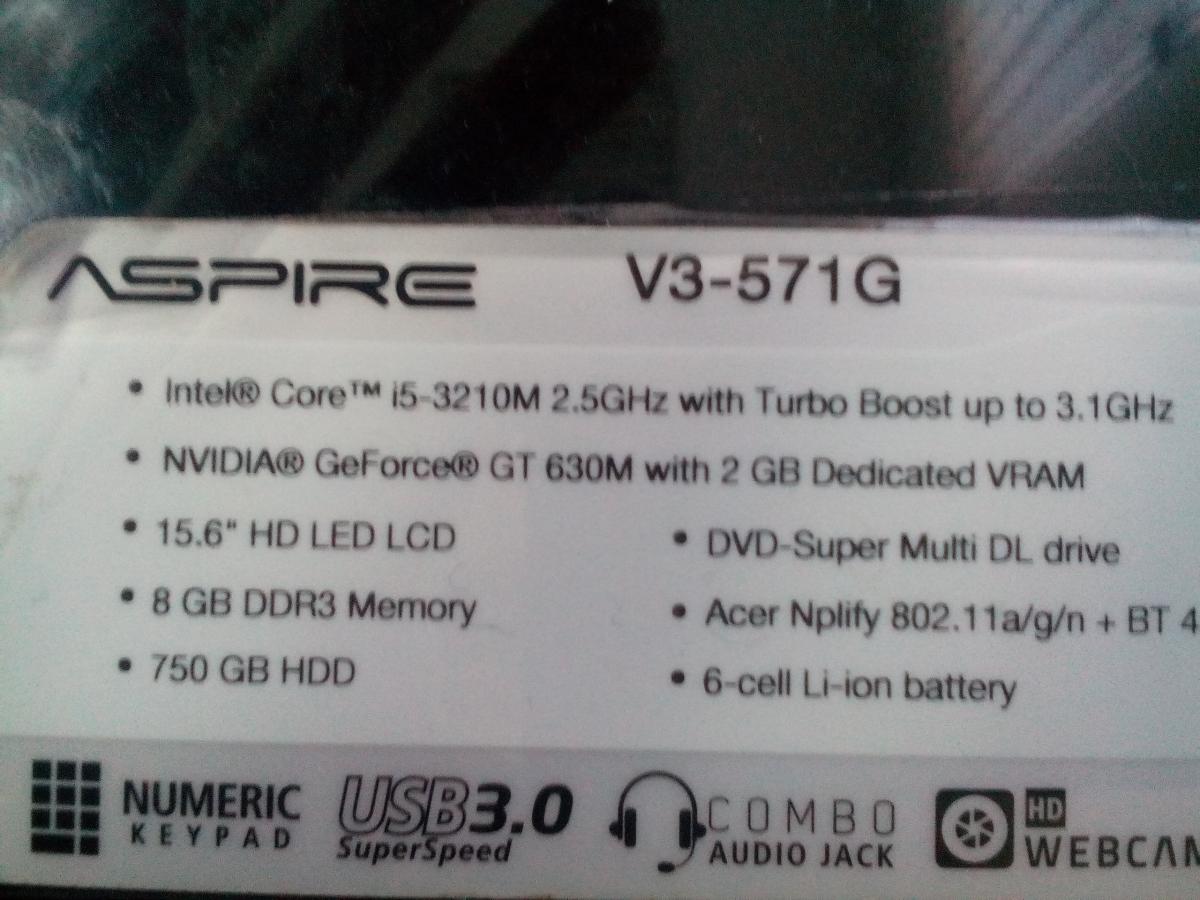 ASPIRE V3-571G
• Intel® Core™ i5-3210M 2.5GHz with Turbo Boost up to 3.1GHz
• NVIDIA® GeForce® GT 630M with 2 GB Dedicated VRAM
• 15.6" HD LED LCD
• 8 GB DDR3 Memory
• 750 GB HDD
• DVD-Super Multi DL drive
• Acer Nplify 802.11a/g/n + BT 4
• 6-cell Li-ion battery
NUMERIC
KEYPAD
USB3.0
SuperSpeed
COMBO
AUDIO JACK
HD
WEBCAM